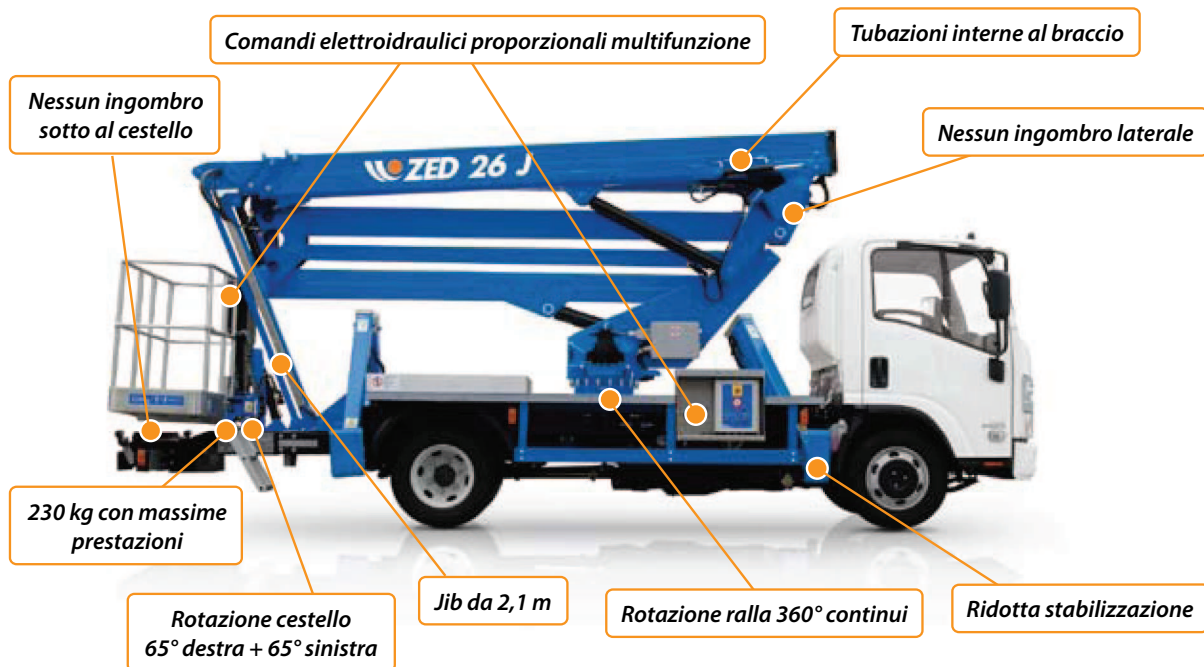 Comandi elettroidraulici proporzionali multifunzione
Tubazioni interne al braccio
Nessun ingombro
sotto al cestello
Nessun ingombro laterale
ZED 26 J
230 kg con massime
prestazioni
Rotazione cestello
65° destra + 65° sinistra
Jib da 2,1 m
Rotazione ralla 360° continui
Ridotta stabilizzazione